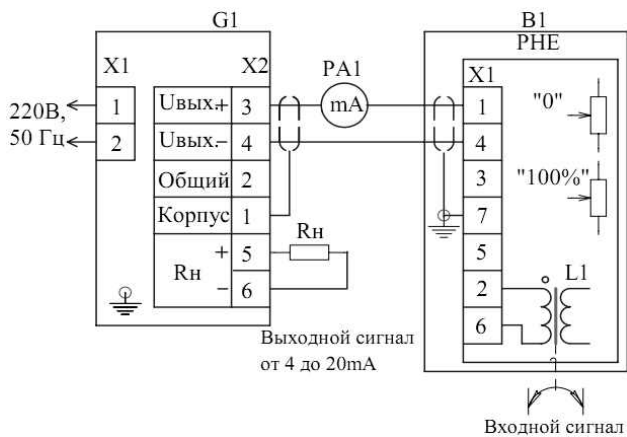 G1
B1
PHE
X1
X2
PA1
X1
220В,
50 Гц
1
2
Uвых.+
3
Uвых.−
4
Общий
2
Корпус
1
Rн
+
5
−
6
mA
Rн
1
4
3
7
5
2
6
"0"
"100%"
L1
Выходной сигнал
от 4 до 20mA
Входной сигнал